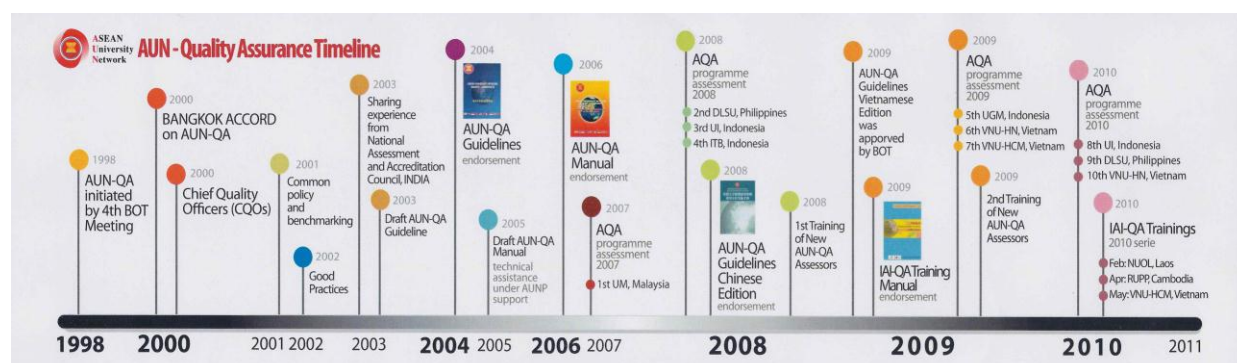 ASEAN
University
Network
AUN - Quality Assurance Timeline
1998
AUN-QA
initiated
by 4th BOT
Meeting
2000
BANGKOK ACCORD
on AUN-QA
2000
Chief Quality
Officers (CQOs)
2001
Common
policy
and
benchmarking
2002
Good
Practices
2003
Sharing
experience
from
National
Assessment
and Accreditation
Council, INDIA
2003
Draft AUN-QA
Guideline
2004
AUN-QA
Guidelines
endorsement
2005
Draft AUN-QA
Manual
technical
assistance
under AUNP
support
2006
AUN-QA
Manual
endorsement
2007
AQA
programme
assessment
2007
1st UM, Malaysia
2008
AQA
programme
assessment
2008
2nd DLSU, Philippines
3rd UI, Indonesia
4th ITB, Indonesia
2008
AUN-QA
Guidelines
Chinese
Edition
endorsement
2008
1st Training
of New
AUN-QA
Assessors
2009
AUN-QA
Guidelines
Vietnamese
Edition
was
apporved
by BOT
2009
IAI-QA Training
Manual
endorsement
2009
AQA
programme
assessment
2009
5th UGM, Indonesia
6th VNU-HN, Vietnam
7th VNU-HCM, Vietnam
2009
2nd Training
of New
AUN-QA
Assessors
2010
AQA
programme
assessment
2010
8th UI, Indonesia
9th DLSU, Philippines
10th VNU-HN, Vietnam
2010
IAI-QA Trainings
2010 serie
Feb: NUOL, Laos
Apr: RUPP, Cambodia
May: VNU-HCM, Vietnam
1998 2000 2001 2002 2003 2004 2005 2006 2007 2008 2009 2010 2011